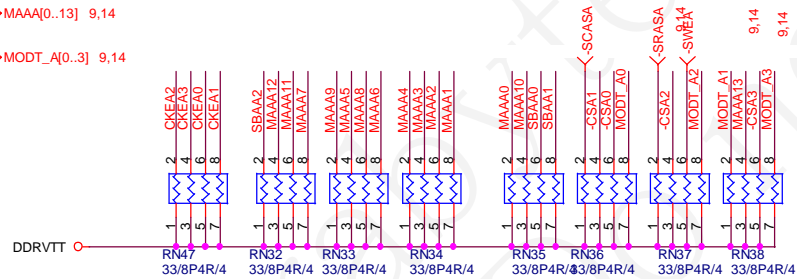 MAAA[0..13] 9,14
MODT_A[0..3] 9,14
-SCASA
-SRASA
-SWEA
9,14
9,14
9,14
CKEA2
CKEA3
CKEA0
CKEA1
SBAA2
MAAA12
MAAA11
MAAA7
MAAA9
MAAA5
MAAA8
MAAA6
MAAA4
MAAA3
MAAA2
MAAA1
MAAA0
MAAA10
SBAA0
SBAA1
-CSA1
-CSA0
MODT_A0
-CSA2
MODT_A2
MODT_A1
MAAA13
-CSA3
MODT_A3
2 4 6 8 2 4 6 8 2 4 6 8 2 4 6 8 2 4 6 8 2 4 6 8 2 4 6 8 2 4 6 8
1 3 5 7 1 3 5 7 1 3 5 7 1 3 5 7 1 3 5 7 1 3 5 7 1 3 5 7 1 3 5 7
DDRVTT
RN47 RN32 RN33 RN34 RN35 RN36 RN37 RN38
33/8P4R/4 33/8P4R/4 33/8P4R/4 33/8P4R/4 33/8P4R/4 33/8P4R/4 33/8P4R/4 33/8P4R/4